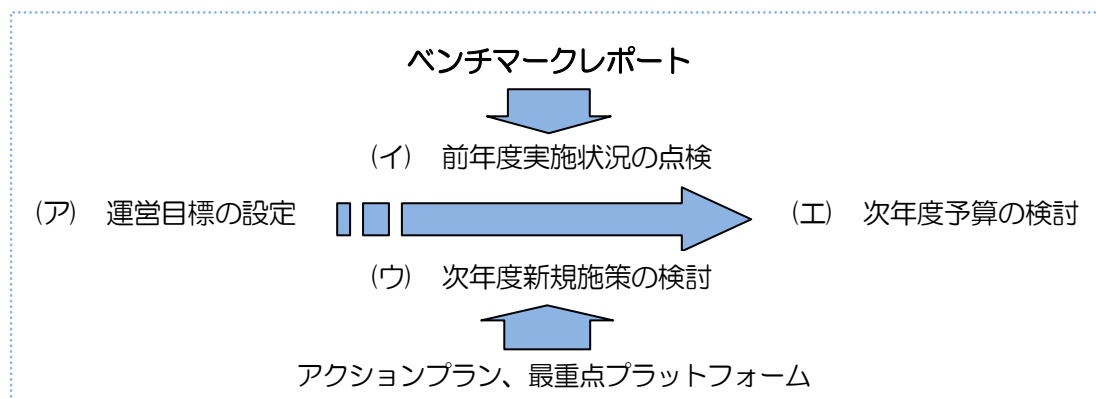 ベンチマークレポート
(イ) 前年度実施状況の点検
(ア) 運営目標の設定
(エ) 次年度予算の検討
(ウ) 次年度新規施策の検討
アクションプラン、最重点プラットフォーム